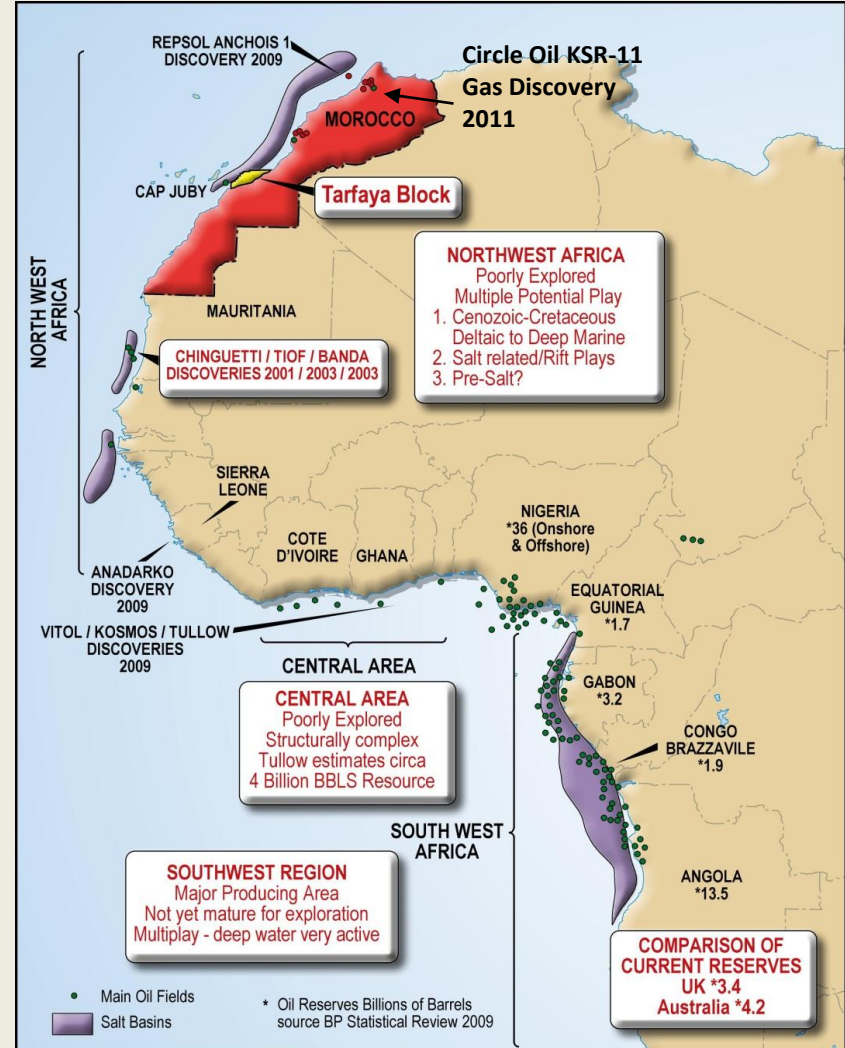 REPSOL ANCHOIS 1
DISCOVERY 2009
Circle Oil KSR-11
Gas Discovery
2011
MOROCCO
CAP JUBY
Tarfaya Block
NORTH WEST
AFRICA
NORTHWEST AFRICA
Poorly Explored
Multiple Potential Play
1. Cenozoic-Cretaceous
Deltaic to Deep Marine
2. Salt related/Rift Plays
3. Pre-Salt?
MAURITANIA
CHINGUETTI / TIOF / BANDA
DISCOVERIES 2001 / 2003 / 2003
SIERRA
LEONE
COTE
D'IVOIRE
GHANA
NIGERIA
*36 (Onshore
& Offshore)
ANADARKO
DISCOVERY
2009
EQUATORIAL
GUINEA
*1.7
VITOL / KOSMOS / TULLOW
DISCOVERIES
2009
CENTRAL AREA
CENTRAL AREA
Poorly Explored
Structurally complex
Tullow estimates circa
4 Billion BBLS Resource
GABON
*3.2
CONGO
BRAZZAVILE
*1.9
SOUTH WEST
AFRICA
SOUTHWEST REGION
Major Producing Area
Not yet mature for exploration
Multiplay - deep water very active
ANGOLA
*13.5
COMPARISON OF
CURRENT RESERVES
UK *3.4
Australia *4.2
Main Oil Fields
Salt Basins
* Oil Reserves Billions of Barrels
source BP Statistical Review 2009